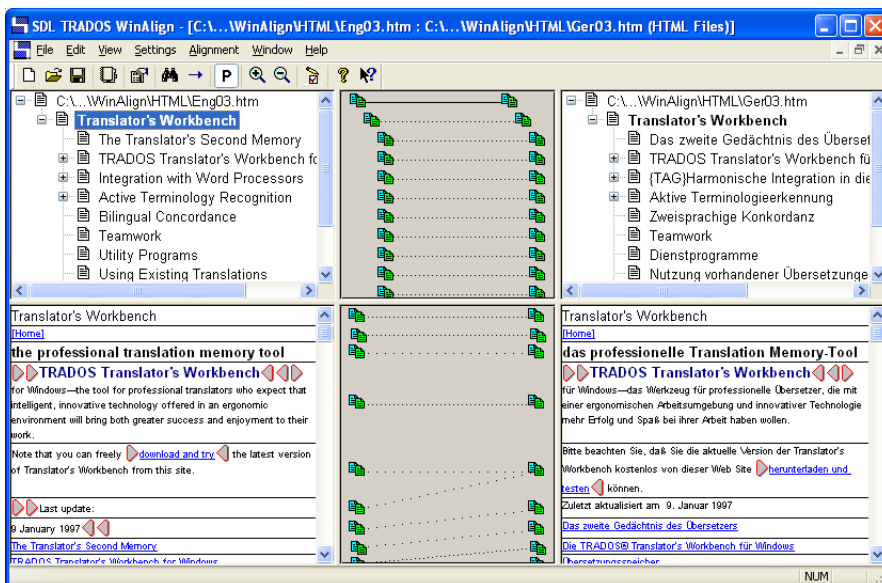 SDL TRADOS WinAlign - [C:\...\WinAlign\HTML\Eng03.htm : C:\...\WinAlign\HTML\Ger03.htm (HTML Files)]
File Edit View Settings Alignment Window Help
P
C:\...\WinAlign\HTML\Eng03.htm
Translator's Workbench
The Translator's Second Memory
TRADOS Translator's Workbench fo
Integration with Word Processors
Active Terminology Recognition
Bilingual Concordance
Teamwork
Utility Programs
Using Existing Translations
C:\...\WinAlign\HTML\Ger03.htm
Translator's Workbench
Das zweite Gedächtnis des Überset
TRADOS Translator's Workbench fü
{TAG}Harmonische Integration in die
Aktive Terminologieerkennung
Zweisprachige Konkordanz
Teamwork
Dienstprogramme
Nutzung vorhandener Übersetzunge
Translator's Workbench
[Home]
the professional translation memory tool
TRADOS Translator's Workbench
for Windows—the tool for professional translators who expect that
intelligent, innovative technology offered in an ergonomic
environment will bring both greater success and enjoyment to their
work.
Note that you can freely download and try the latest version
of Translator's Workbench from this site.
Last update:
9 January 1997
The Translator's Second Memory
TRADOS Translator's Workbench for Windows
Translator's Workbench
[Home]
das professionelle Translation Memory-Tool
TRADOS Translator's Workbench
für Windows—das Werkzeug für professionelle Übersetzer, die mit
einer ergonomischen Arbeitsumgebung und innovativer Technologie
mehr Erfolg und Spaß bei ihrer Arbeit haben wollen.
Bitte beachten Sie, daß Sie die aktuelle Version der Translator's
Workbench kostenlos von dieser Web Site herunterladen und
testen können.
Zuletzt aktualisiert am 9. Januar 1997
Das zweite Gedächtnis des Übersetzers
Die TRADOS® Translator's Workbench für Windows
Übersetzungsspeicher
NUM